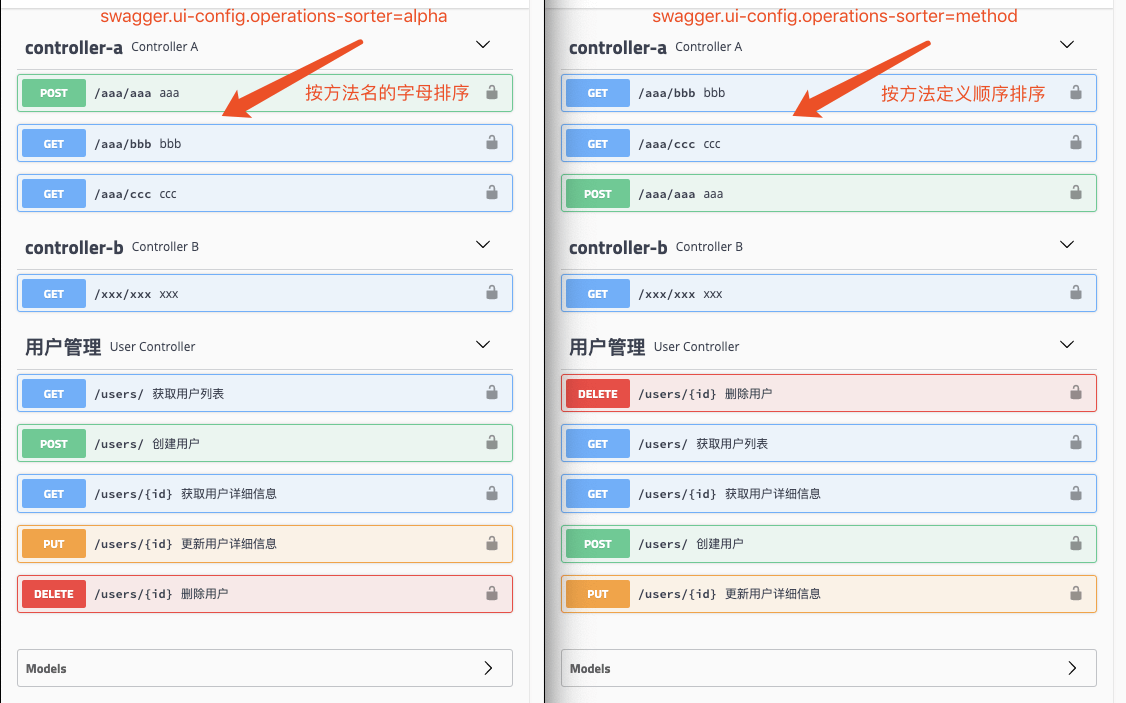 swagger.ui-config.operations-sorter=alpha
controller-a Controller A
POST /aaa/aaa aaa
按方法名的字母排序
GET /aaa/bbb bbb
GET /aaa/ccc ccc
controller-b Controller B
GET /xxx/xxx xxx
用户管理 User Controller
GET /users/ 获取用户列表
POST /users/ 创建用户
GET /users/{id} 获取用户详细信息
PUT /users/{id} 更新用户详细信息
DELETE /users/{id} 删除用户
Models
swagger.ui-config.operations-sorter=method
controller-a Controller A
GET /aaa/bbb bbb
按方法定义顺序排序
GET /aaa/ccc ccc
POST /aaa/aaa aaa
controller-b Controller B
GET /xxx/xxx xxx
用户管理 User Controller
DELETE /users/{id} 删除用户
GET /users/ 获取用户列表
GET /users/{id} 获取用户详细信息
POST /users/ 创建用户
PUT /users/{id} 更新用户详细信息
Models